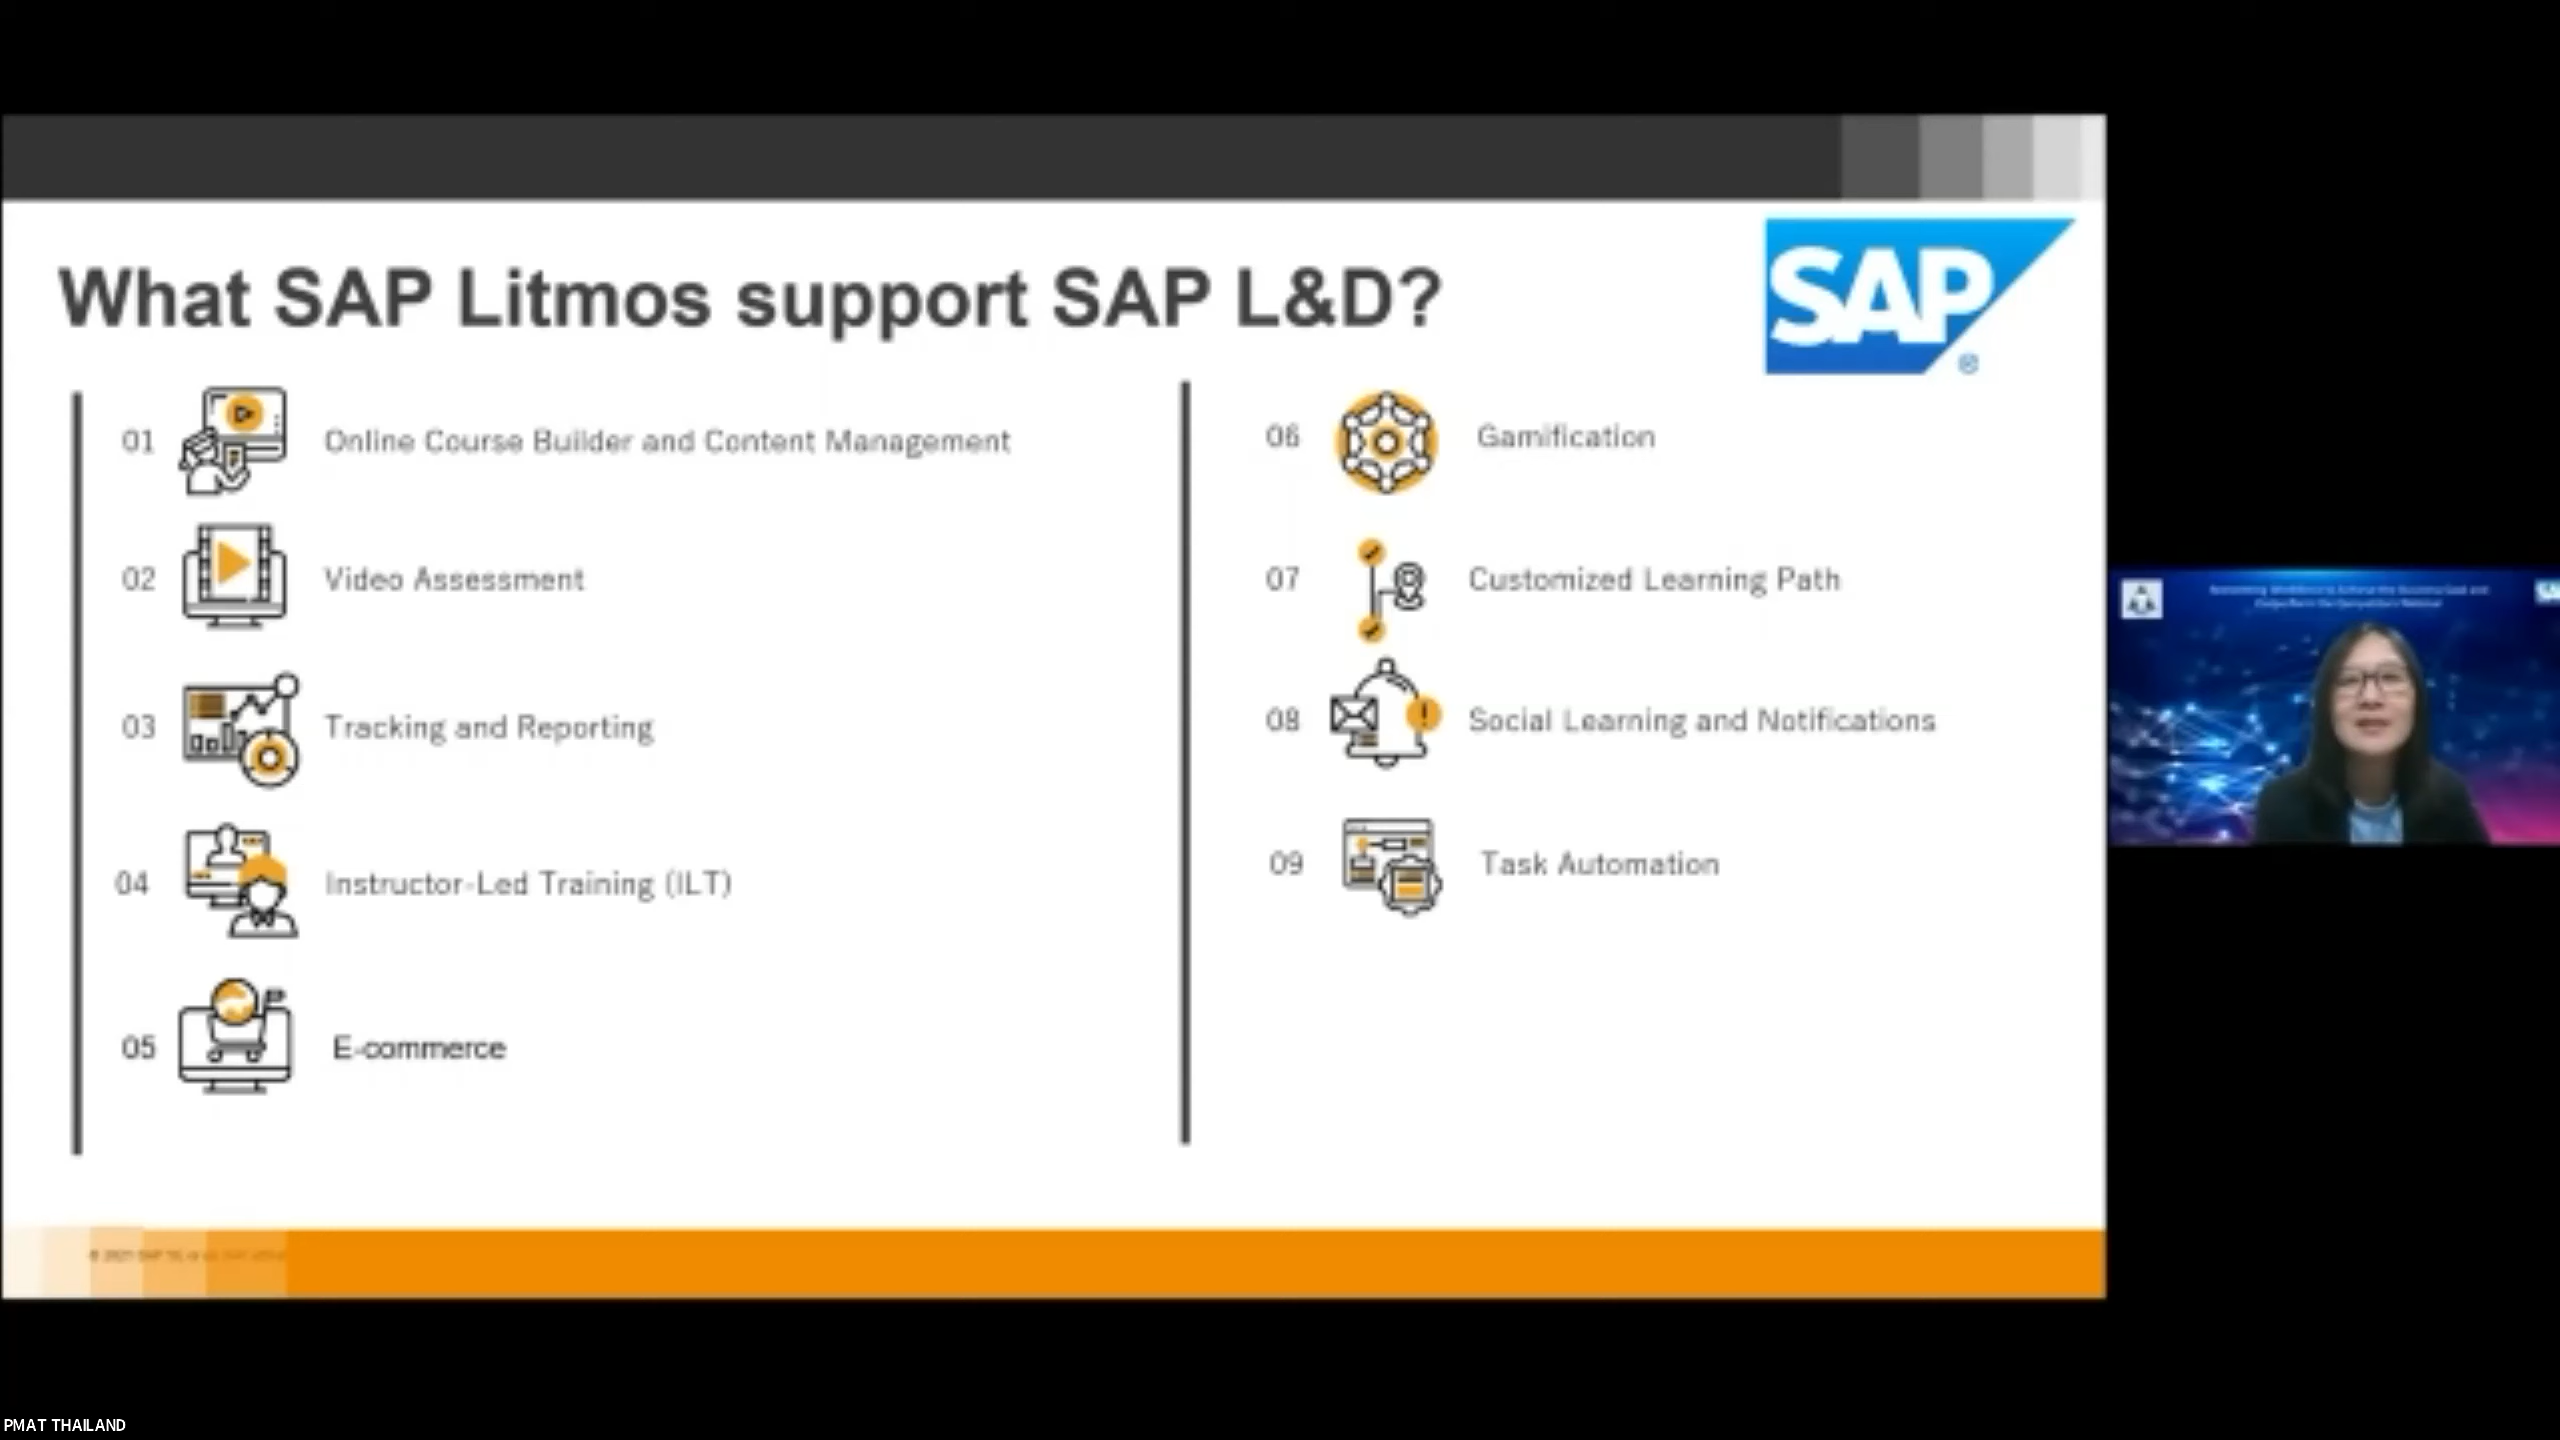 What SAP Litmos support SAP L&D?
SAP
®
01 Online Course Builder and Content Management
02 Video Assessment
03 Tracking and Reporting
04 Instructor-Led Training (ILT)
05 E-commerce
06 Gamification
07 Customized Learning Path
08 Social Learning and Notifications
09 Task Automation
PMAT THAILAND